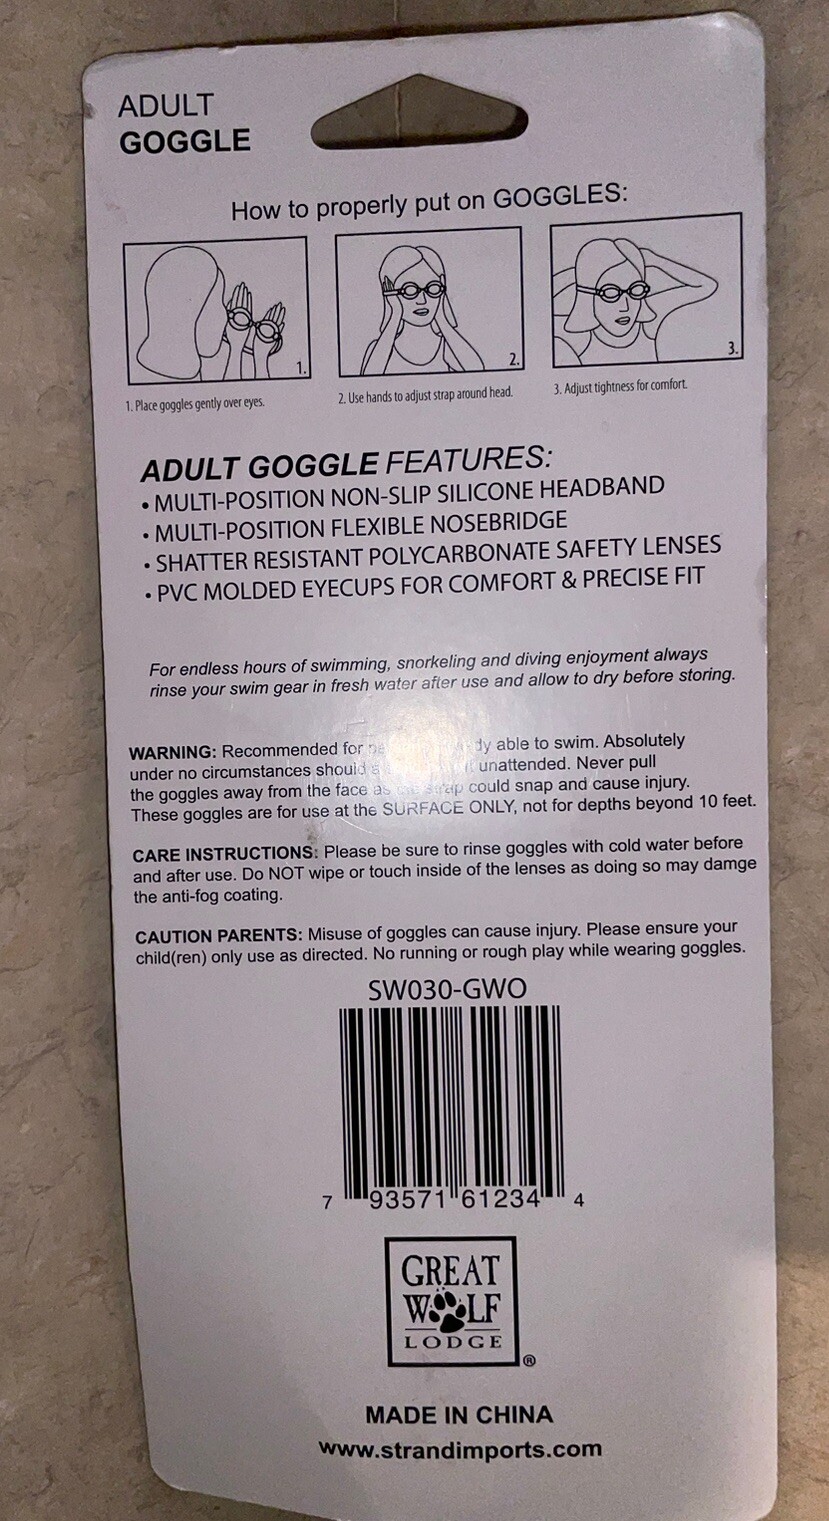 ADULT
GOGGLE
How to properly put on GOGGLES:
1.
2.
3.
1. Place goggles gently over eyes.
2. Use hands to adjust strap around head.
3. Adjust tightness for comfort.
ADULT GOGGLE FEATURES:
• MULTI-POSITION NON-SLIP SILICONE HEADBAND
• MULTI-POSITION FLEXIBLE NOSEBRIDGE
• SHATTER RESISTANT POLYCARBONATE SAFETY LENSES
• PVC MOLDED EYECUPS FOR COMFORT & PRECISE FIT
For endless hours of swimming, snorkeling and diving enjoyment always
rinse your swim gear in fresh water after use and allow to dry before storing.
WARNING: Recommended for able to swim. Absolutely
under no circumstances should unattended. Never pull
the goggles away from the face as the strap could snap and cause injury.
These goggles are for use at the SURFACE ONLY, not for depths beyond 10 feet.
CARE INSTRUCTIONS: Please be sure to rinse goggles with cold water before
and after use. Do NOT wipe or touch inside of the lenses as doing so may damge
the anti-fog coating.
CAUTION PARENTS: Misuse of goggles can cause injury. Please ensure your
child(ren) only use as directed. No running or rough play while wearing goggles.
SW030-GWO
7 93571 61234 4
GREAT
WOLF
LODGE
®
MADE IN CHINA
www.strandimports.com